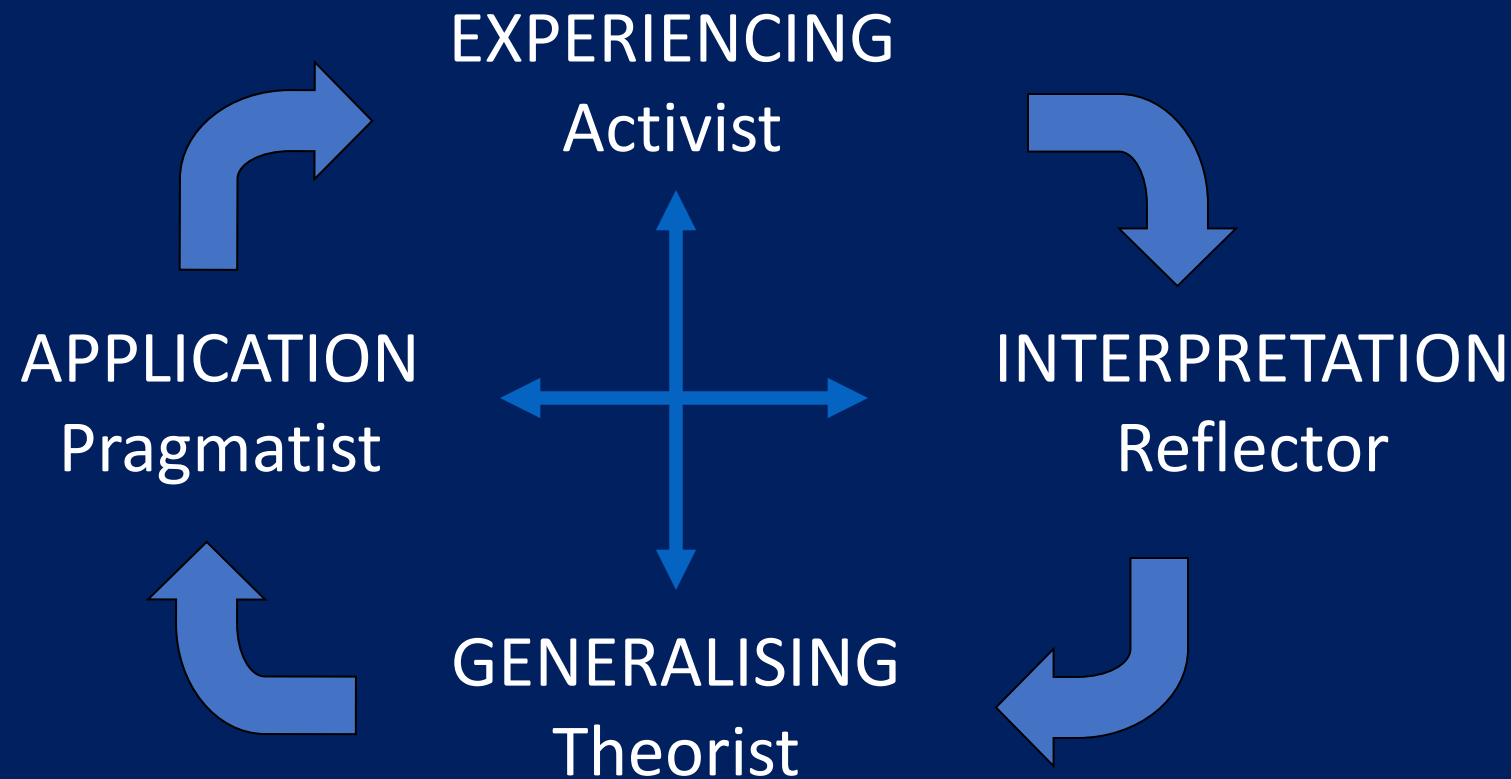 EXPERIENCING
Activist
APPLICATION
Pragmatist
INTERPRETATION
Reflector
GENERALISING
Theorist